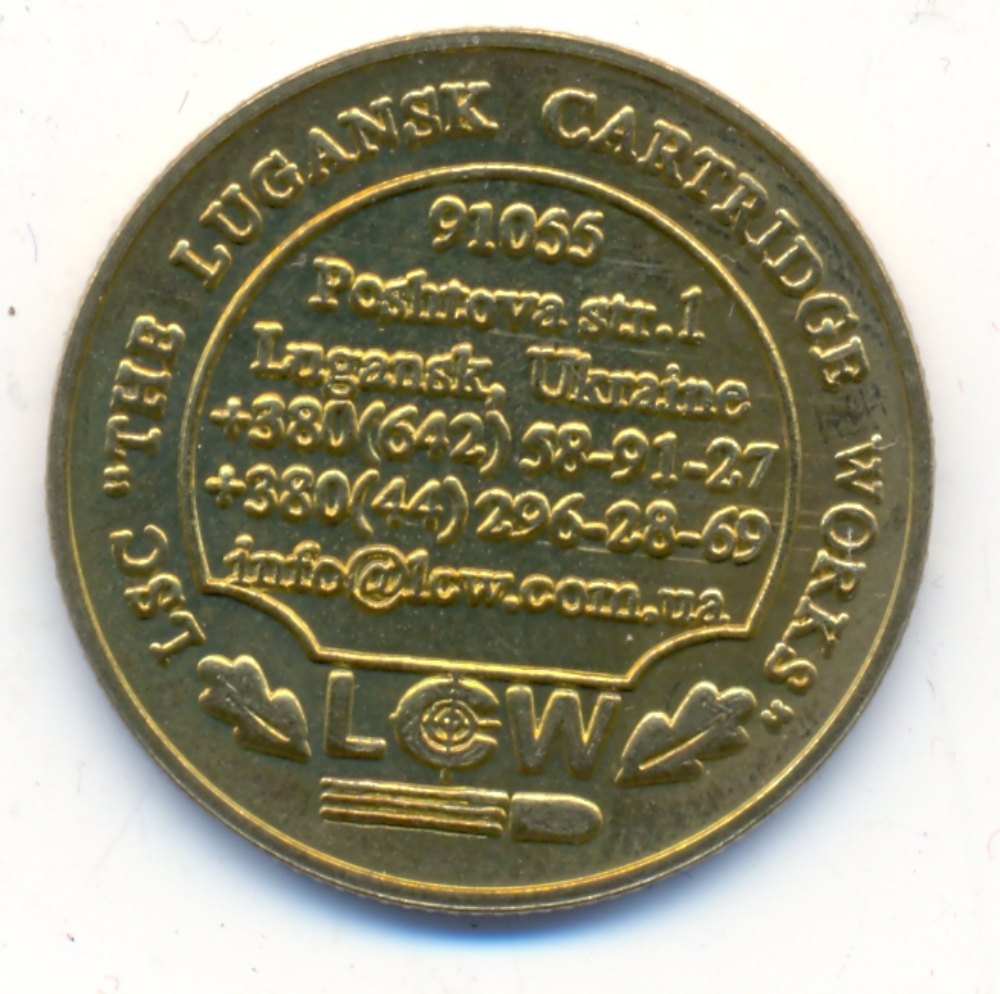 LSC "THE LUGANSK CARTRIDGE WORKS"
91055
Poshtova str.1
Lugansk, Ukraine
+380(642) 58-91-27
+380(44) 296-28-69
info@lcw.com.ua
LCW